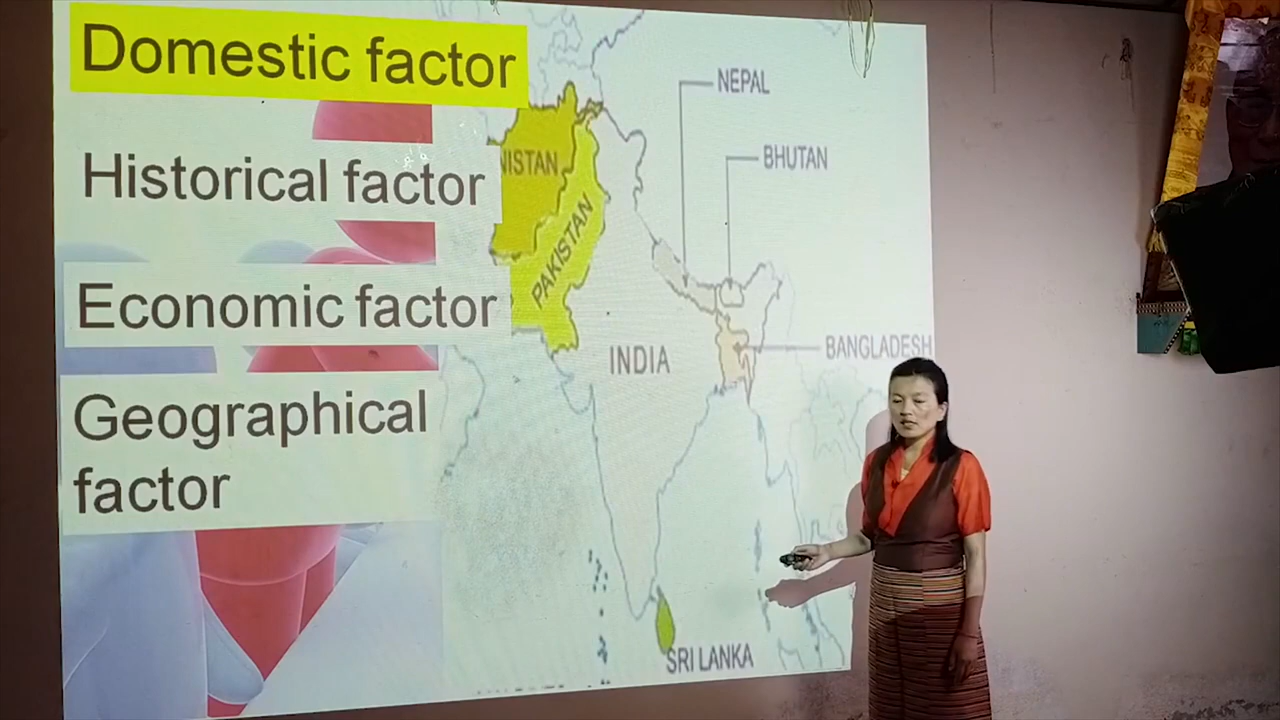 Domestic factor
Historical factor
Economic factor
Geographical
factor
NEPAL
BHUTAN
NISTAN
PAKISTAN
INDIA
BANGLADESH
SRI LANKA